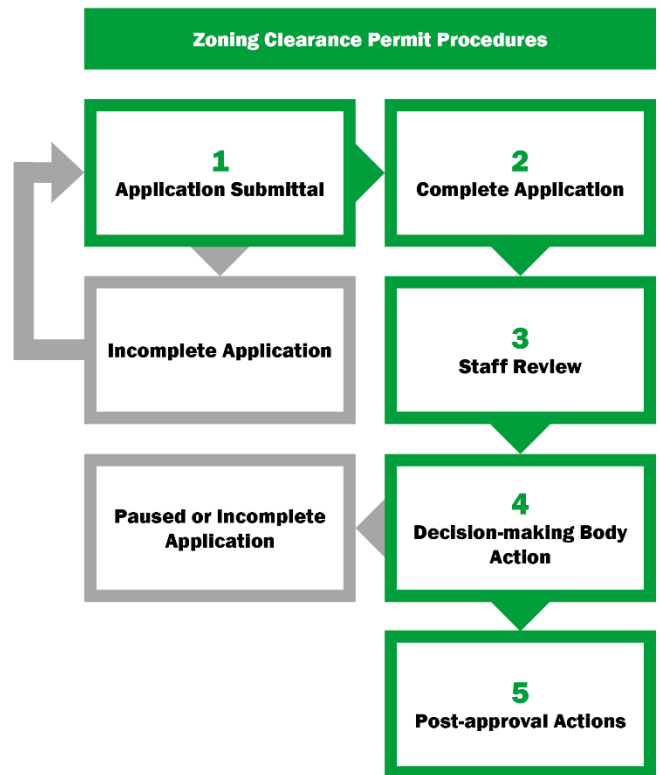 Zoning Clearance Permit Procedures
1
Application Submittal
2
Complete Application
Incomplete Application
3
Staff Review
Paused or Incomplete
Application
4
Decision-making Body
Action
5
Post-approval Actions